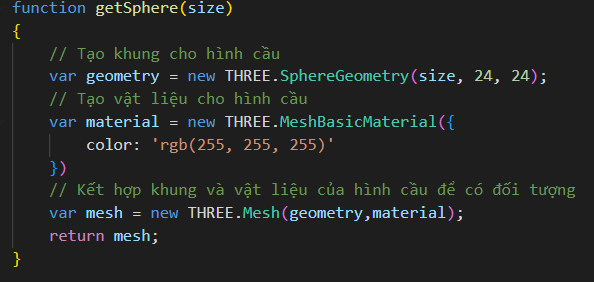 function getSphere(size)
{
    // Tạo khung cho hình cầu
    var geometry = new THREE.SphereGeometry(size, 24, 24);
    // Tạo vật liệu cho hình cầu
    var material = new THREE.MeshBasicMaterial({
        color: 'rgb(255, 255, 255)'
    })
    // Kết hợp khung và vật liệu của hình cầu để có đối tượng
    var mesh = new THREE.Mesh(geometry,material);
    return mesh;
}